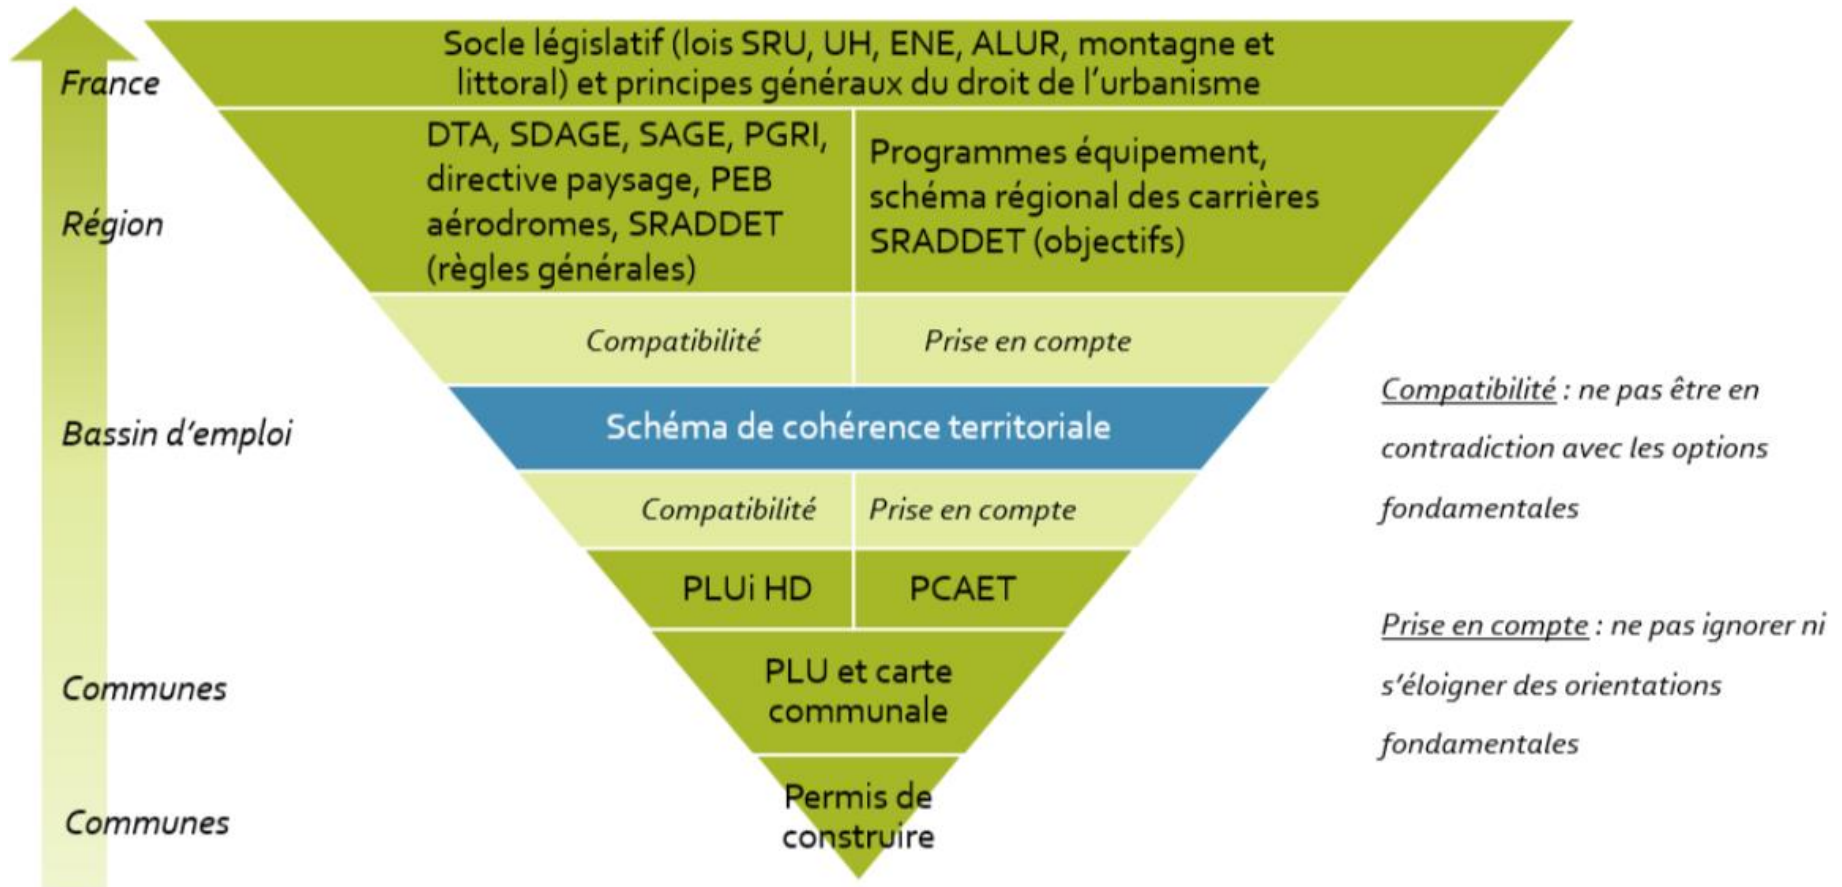 France
Socle législatif (lois SRU, UH, ENE, ALUR, montagne et
littoral) et principes généraux du droit de l'urbanisme
Région
DTA, SDAGE, SAGE, PGRI,
directive paysage, PEB
aérodromes, SRADDET
(règles générales)
Programmes équipement,
schéma régional des carrières
SRADDET (objectifs)
Compatibilité
Prise en compte
Bassin d'emploi
Schéma de cohérence territoriale
Compatibilité
Prise en compte
PLUi HD
PCAET
Communes
PLU et carte
communale
Communes
Permis de
construire
Compatibilité : ne pas être en
contradiction avec les options
fondamentales
Prise en compte : ne pas ignorer ni
s'éloigner des orientations
fondamentales